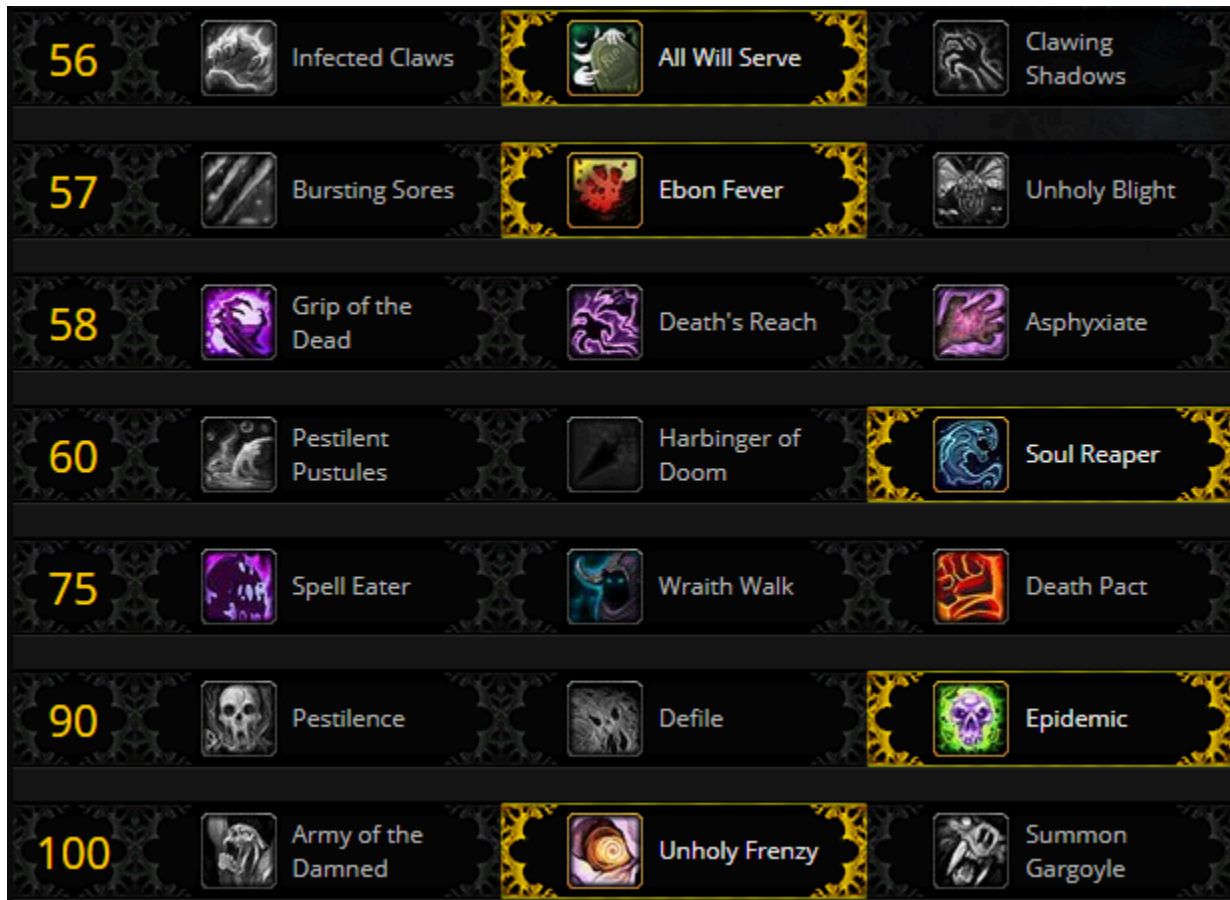 56
Infected Claws
All Will Serve
Clawing
Shadows
57
Bursting Sores
Ebon Fever
Unholy Blight
58
Grip of the
Dead
Death's Reach
Asphyxiate
60
Pestilent
Pustules
Harbinger of
Doom
Soul Reaper
75
Spell Eater
Wraith Walk
Death Pact
90
Pestilence
Defile
Epidemic
100
Army of the
Damned
Unholy Frenzy
Summon
Gargoyle